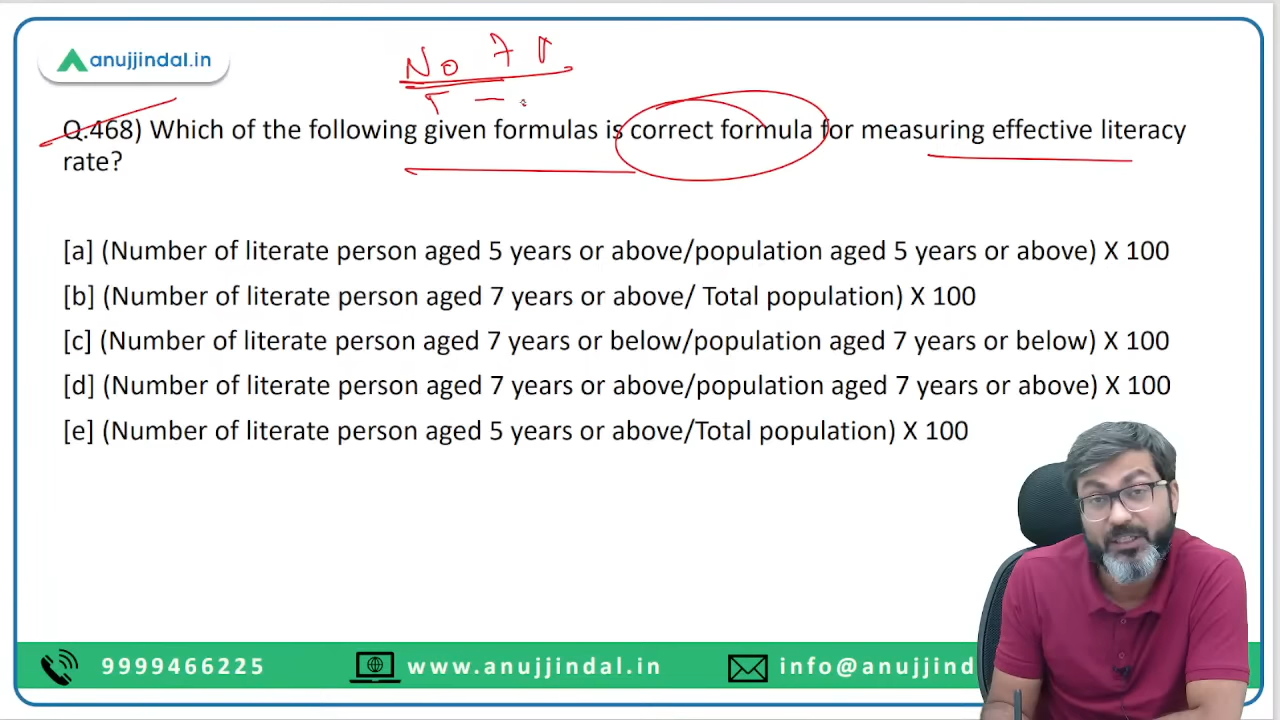 anujjindal.in
No 7
Q.468) Which of the following given formulas is correct formula for measuring effective literacy
rate?
[a] (Number of literate person aged 5 years or above/population aged 5 years or above) X 100
[b] (Number of literate person aged 7 years or above/ Total population) X 100
[c] (Number of literate person aged 7 years or below/population aged 7 years or below) X 100
[d] (Number of literate person aged 7 years or above/population aged 7 years or above) X 100
[e] (Number of literate person aged 5 years or above/Total population) X 100
9999466225 www.anujjindal.in info@anujjind